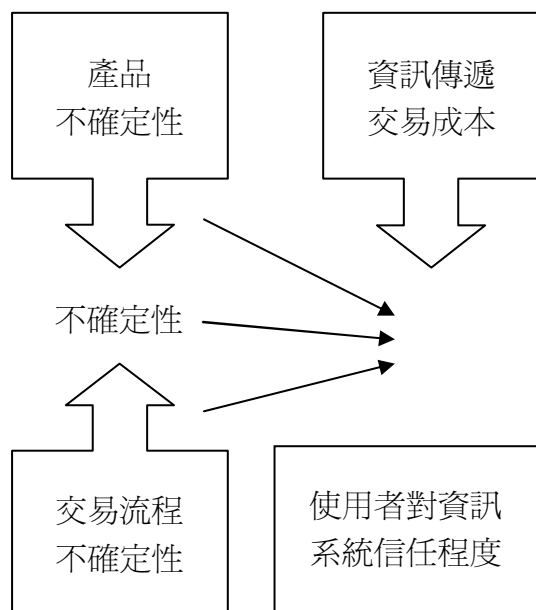 產品
不確定性
資訊傳遞
交易成本
不確定性
交易流程
不確定性
使用者對資訊
系統信任程度